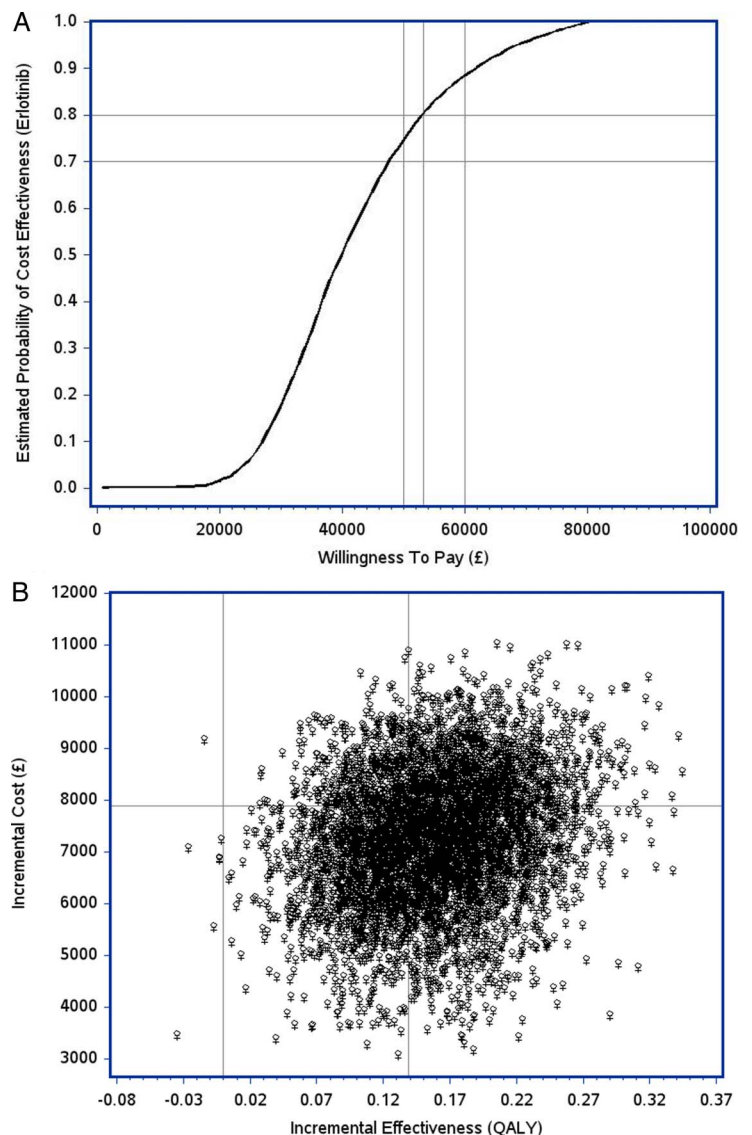 A
1.0
0.9
0.8
0.7
0.6
0.5
0.4
0.3
0.2
0.1
0.0
Estimated Probability of Cost Effectiveness (Erlotinib)
0 20000 40000 60000 80000 100000
Willingness To Pay (£)
B
12000
11000
10000
9000
8000
7000
6000
5000
4000
3000
Incremental Cost (£)
-0.08 -0.03 0.02 0.07 0.12 0.17 0.22 0.27 0.32 0.37
Incremental Effectiveness (QALY)